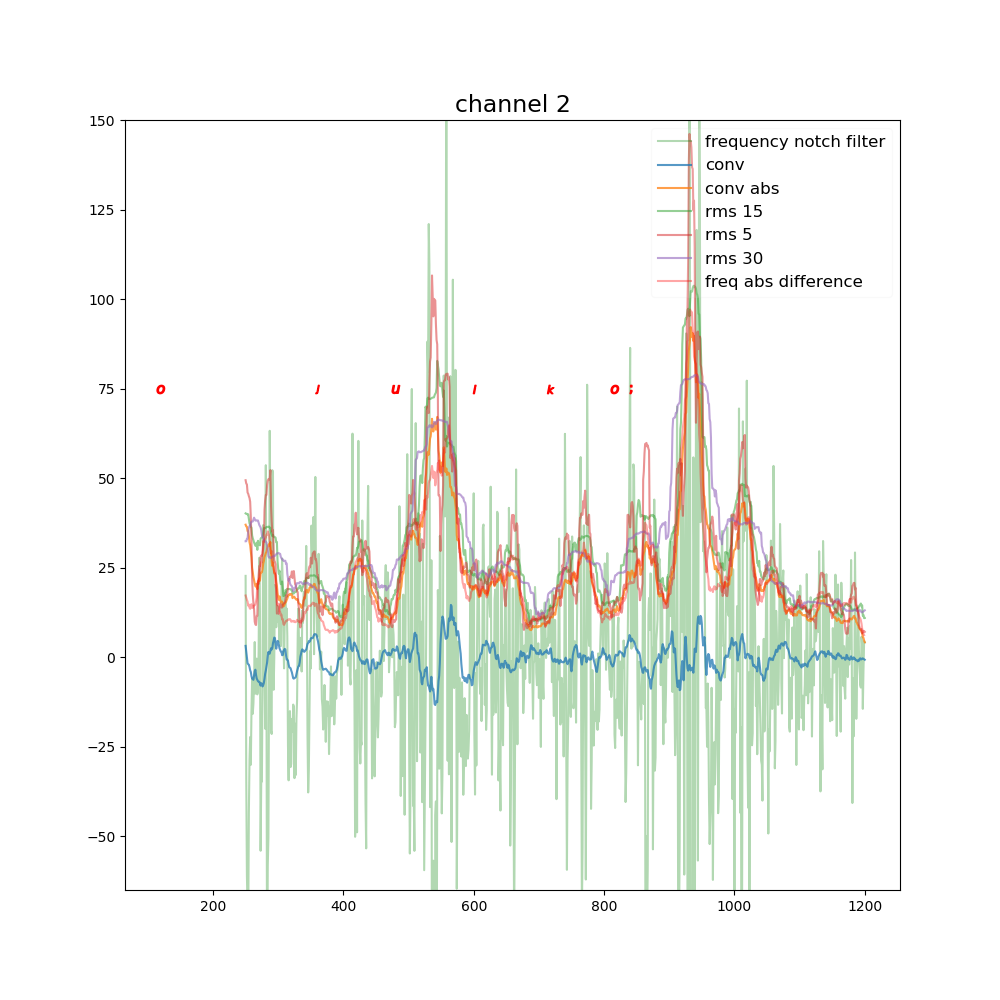 channel 2
150
125
100
75
50
25
0
−25
−50
frequency notch filter
conv
conv abs
rms 15
rms 5
rms 30
freq abs difference
o J u l k o ;
200 400 600 800 1000 1200